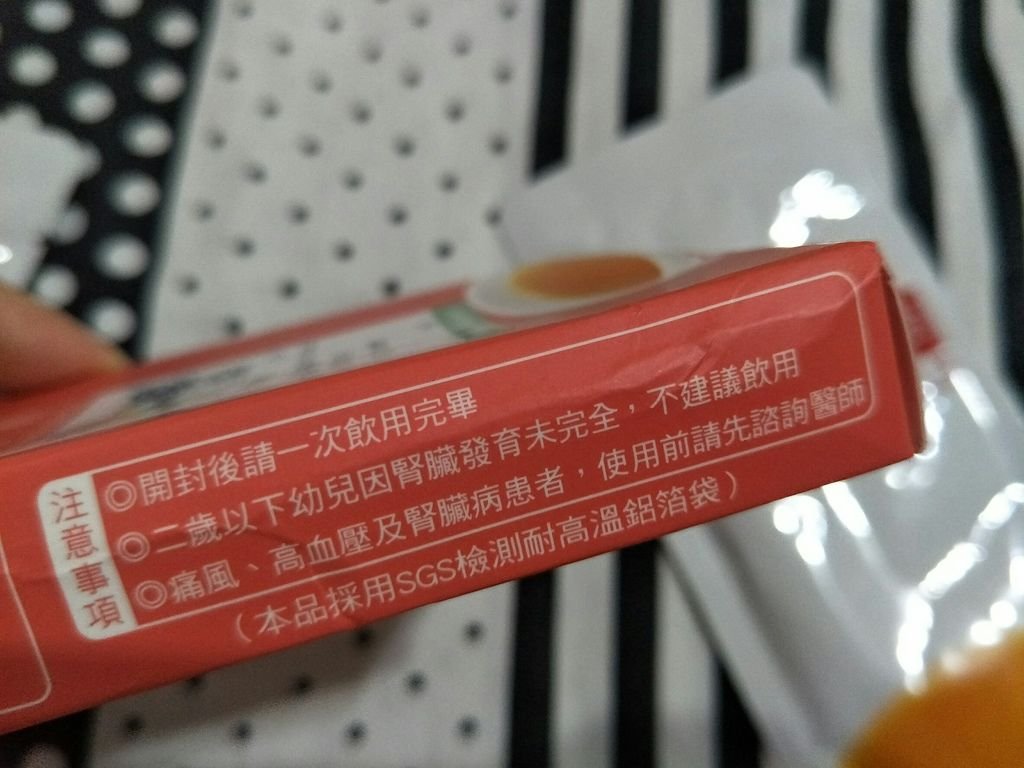 注意事項
◎開封後請一次飲用完畢
◎二歲以下幼兒因腎臟發育未完全，不建議飲用
◎痛風、高血壓及腎臟病患者，使用前請先諮詢醫師
（本品採用SGS檢測耐高溫鋁箔袋）